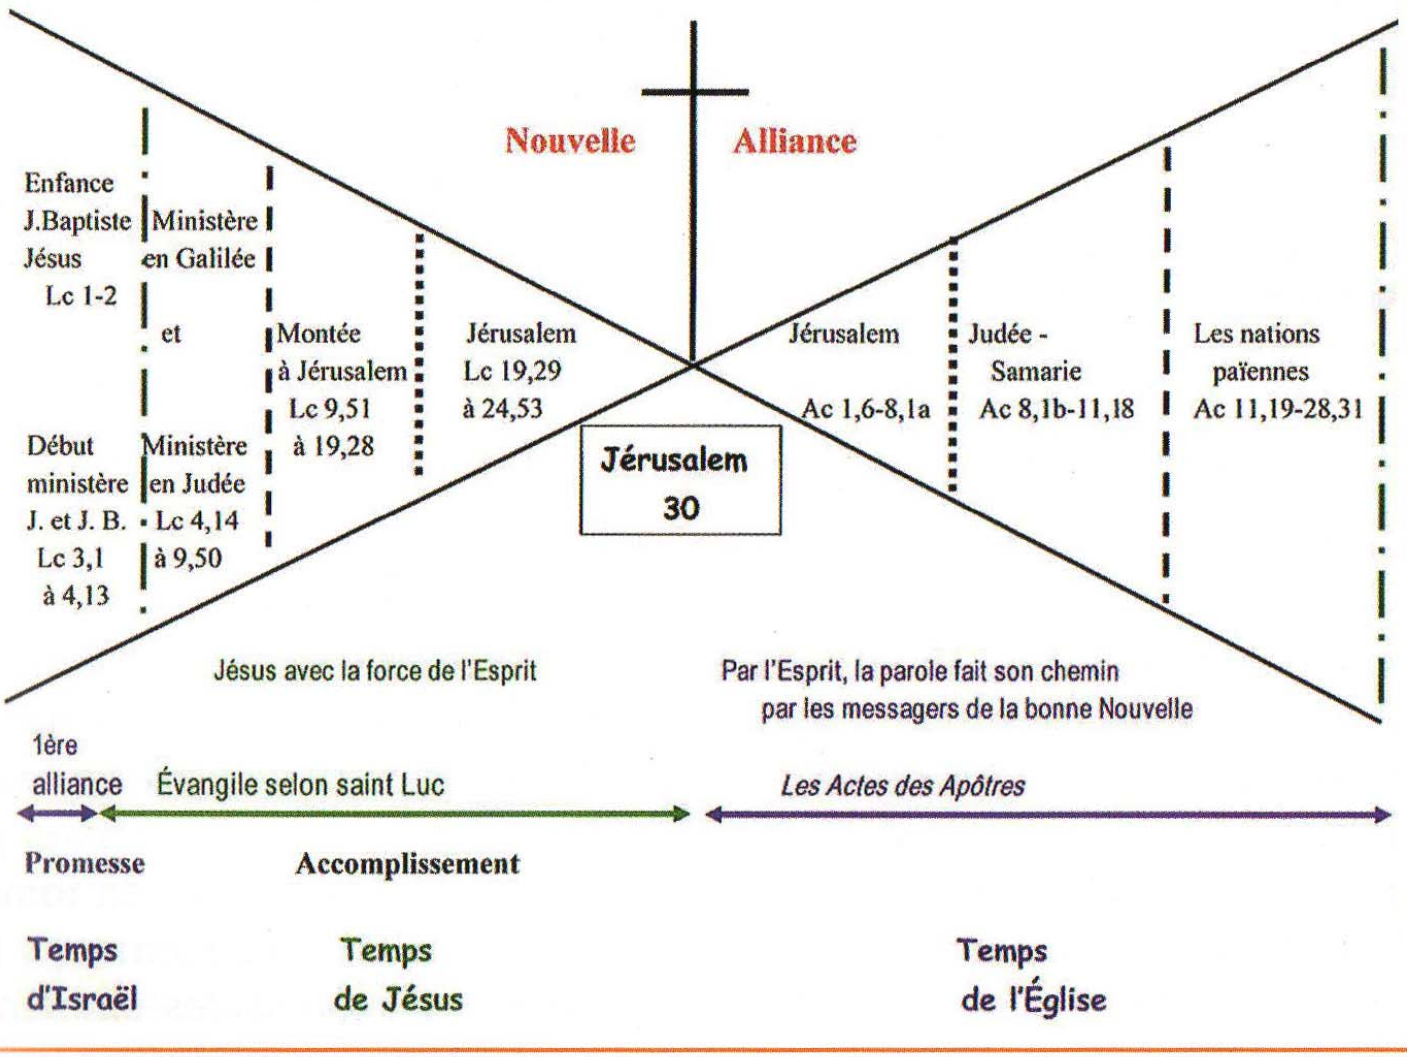 Nouvelle Alliance
Enfance
J.Baptiste
Jésus
Lc 1-2
Début
ministère
J. et J. B.
Lc 3,1
à 4,13
Ministère
en Galilée
et
Ministère
en Judée
Lc 4,14
à 9,50
Montée
à Jérusalem
Lc 9,51
à 19,28
Jérusalem
Lc 19,29
à 24,53
Jérusalem
30
Jérusalem
Ac 1,6-8,1a
Judée -
Samarie
Ac 8,1b-11,18
Les nations
païennes
Ac 11,19-28,31
Jésus avec la force de l'Esprit
Par l'Esprit, la parole fait son chemin
par les messagers de la bonne Nouvelle
1ère
alliance
Évangile selon saint Luc
Les Actes des Apôtres
Promesse
Accomplissement
Temps
d'Israël
Temps
de Jésus
Temps
de l'Église